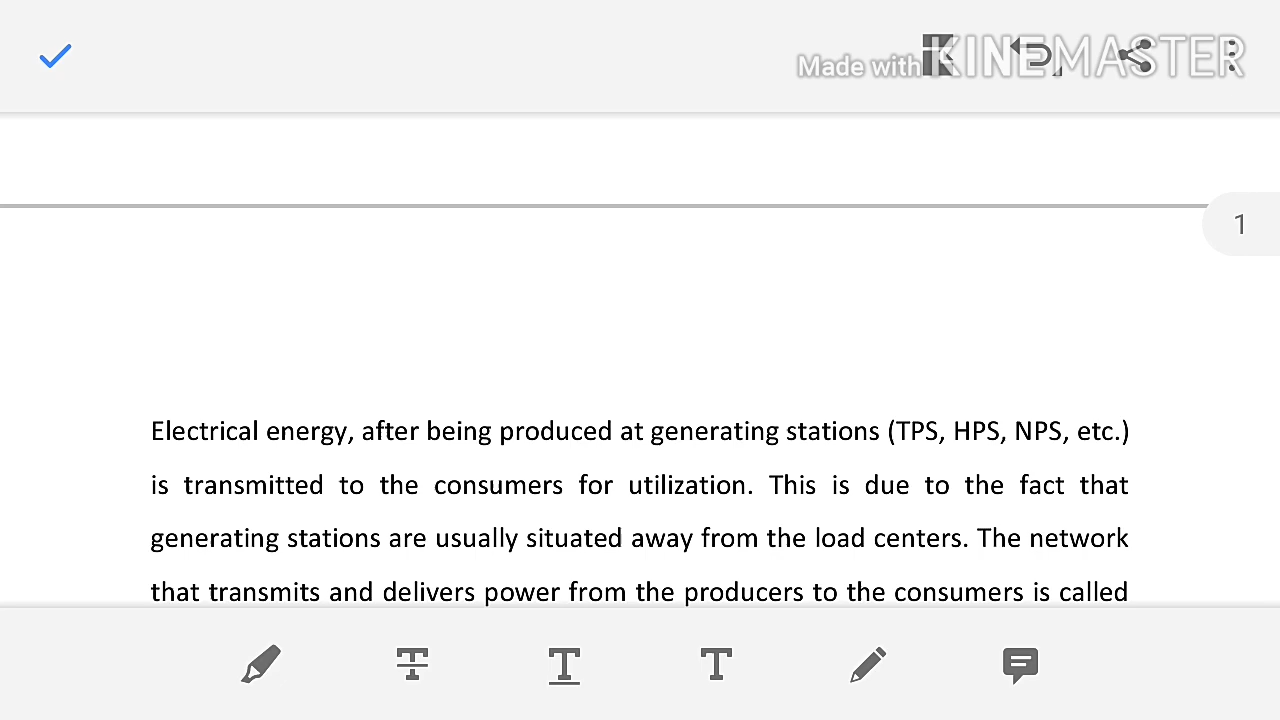 Made with KINEMASTER
1
Electrical energy, after being produced at generating stations (TPS, HPS, NPS, etc.)
is transmitted to the consumers for utilization. This is due to the fact that
generating stations are usually situated away from the load centers. The network
that transmits and delivers power from the producers to the consumers is called